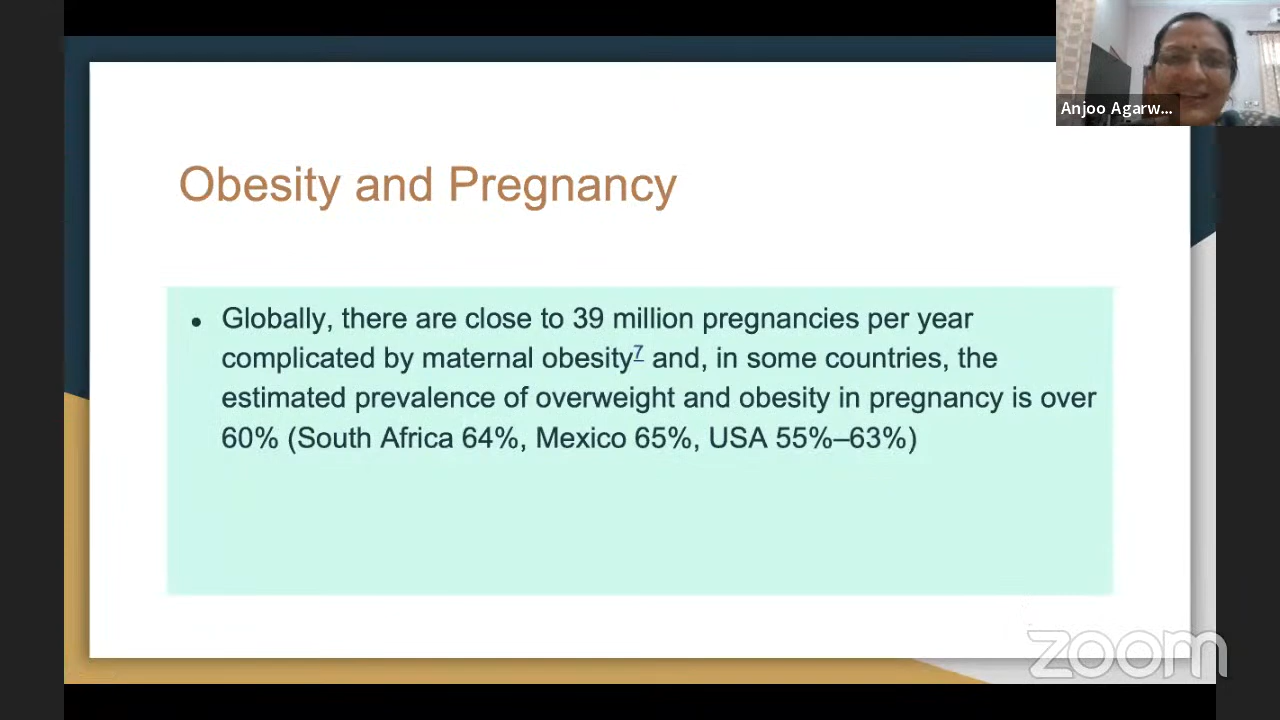 Anjoo Agarw...
Obesity and Pregnancy
• Globally, there are close to 39 million pregnancies per year
complicated by maternal obesity7 and, in some countries, the
estimated prevalence of overweight and obesity in pregnancy is over
60% (South Africa 64%, Mexico 65%, USA 55%–63%)
zoom